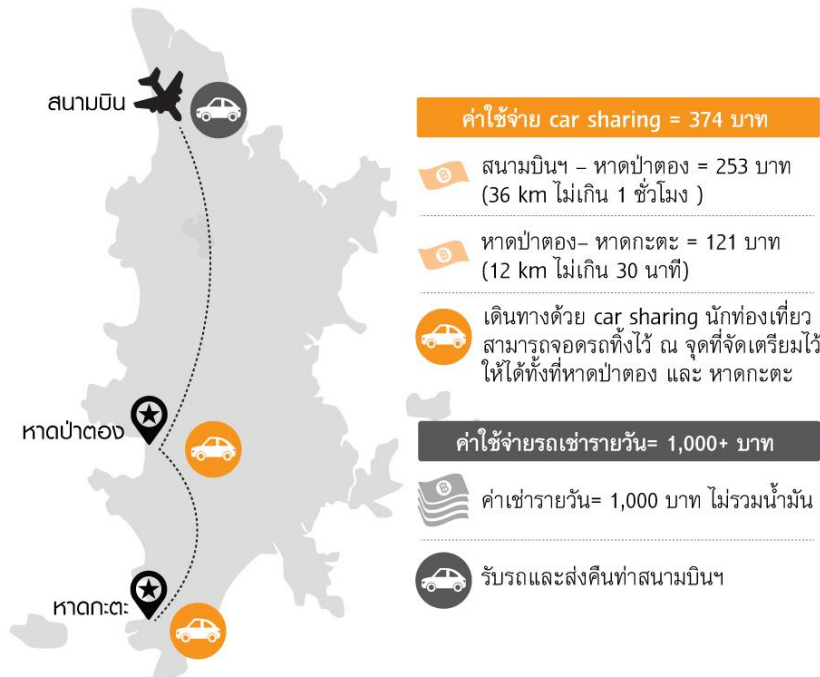 สนามบิน
หาดป่าตอง
หาดกะตะ
ค่าใช้จ่าย car sharing = 374 บาท
สนามบินฯ – หาดป่าตอง = 253 บาท
(36 km ไม่เกิน 1 ชั่วโมง )
หาดป่าตอง– หาดกะตะ = 121 บาท
(12 km ไม่เกิน 30 นาที)
เดินทางด้วย car sharing นักท่องเที่ยว
สามารถจอดรถทิ้งไว้ ณ จุดที่จัดเตรียมไว้
ให้ได้ทั้งที่หาดป่าตอง และ หาดกะตะ
ค่าใช้จ่ายรถเช่ารายวัน= 1,000+ บาท
ค่าเช่ารายวัน= 1,000 บาท ไม่รวมน้ำมัน
รับรถและส่งคืนท่าสนามบินฯ